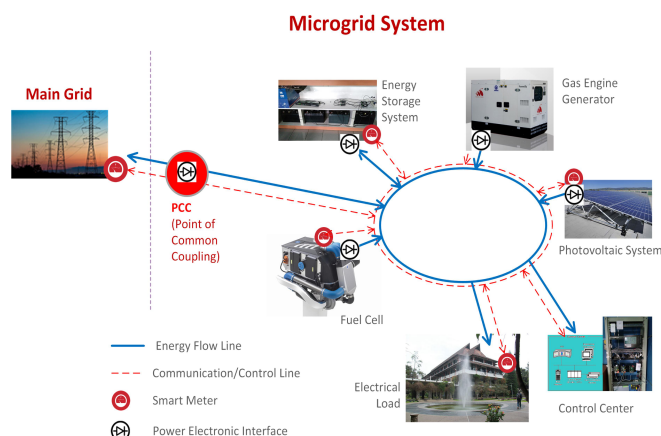 Microgrid System
Main Grid
Energy
Storage
System
Gas Engine
Generator
PCC
(Point of
Common
Coupling)
Photovoltaic System
Fuel Cell
Energy Flow Line
Communication/Control Line
Smart Meter
Power Electronic Interface
Electrical
Load
Control Center